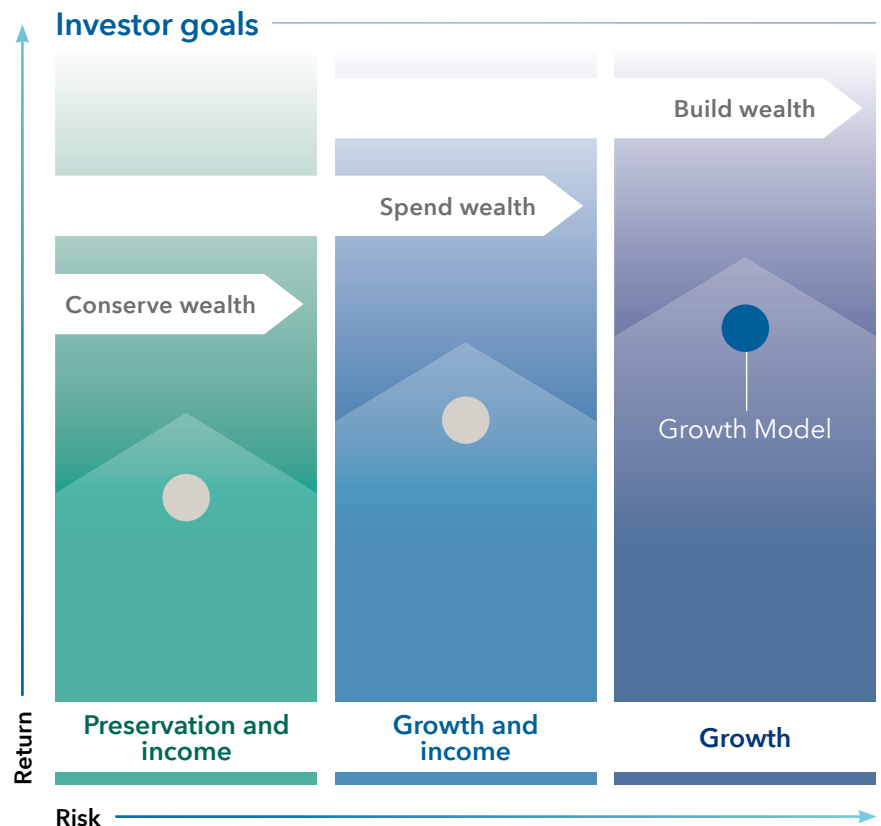 Investor goals
Build wealth
Spend wealth
Conserve wealth
Growth Model
Return
Preservation and
income
Growth and
income
Growth
Risk